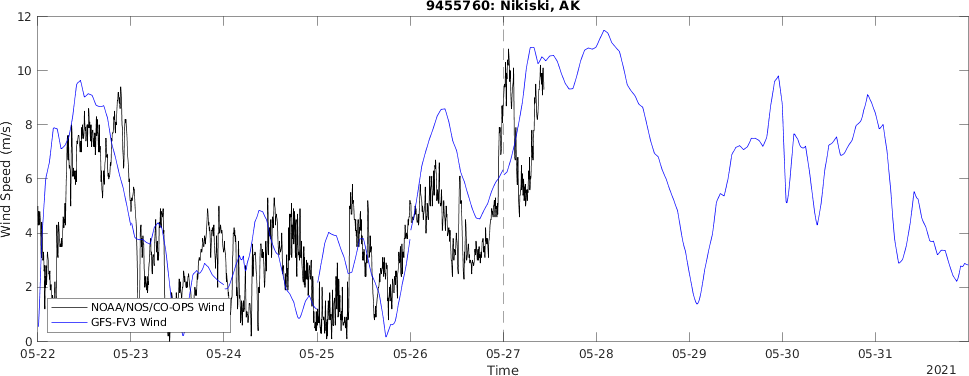 9455760: Nikiski, AK
Wind Speed (m/s)
12
10
8
6
4
2
0
NOAA/NOS/CO-OPS Wind
GFS-FV3 Wind
05-22 05-23 05-24 05-25 05-26 05-27 05-28 05-29 05-30 05-31
Time
2021